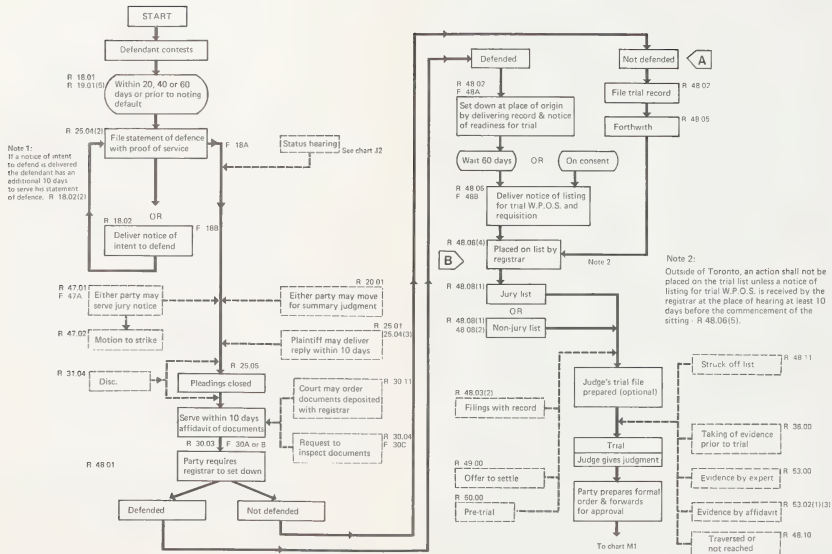 START
Defendant contests
R 18.01
R 19.01(5)
Within 20, 40 or 60
days or prior to noting
default
R 25.04(2)
File statement of defence
with proof of service
F 18A
Note 1:
If a notice of intent
to defend is delivered
the defendant has an
additional 10 days
to serve his statement
of defence. R 18.02(2)
Status hearing
See chart J2
OR
R 18.02
F 18B
Deliver notice of
intent to defend
R 47.01
F 47A
Either party may
serve jury notice
R 47.02
Motion to strike
R 20 01
Either party may move
for summary judgment
R 25 01
25.04(3)
Plaintiff may deliver
reply within 10 days
R 31.04
Disc.
R 25.05
Pleadings closed
Court may order
documents deposited
with registrar
R 30 11
Serve within 10 days
affidavit of documents
R 30.03
F 30A or B
Request to
inspect documents
R 30.04
F 30C
R 48 01
Party requires
registrar to set down
Defended
Not defended
Defended
Not defended
A
R 48 02
F 48A
Set down at place of origin
by delivering record & notice
of readiness for trial
File trial record
R 48 02
Forthwith
R 48 05
Wait 60 days
OR
On consent
R 48 05
F 48B
Deliver notice of listing
for trial W.P.O.S. and
requisition
B
R 48.06(4)
Placed on list by
registrar
Note 2
Note 2:
Outside of Toronto, an action shall not be
placed on the trial list unless a notice of
listing for trial W.P.O.S. is received by the
registrar at the place of hearing at least 10
days before the commencement of the
sitting - R 48.06(5).
R 48.08(1)
Jury list
OR
R 48.08(1)
48 08(2)
Non-jury list
Judge's trial file
prepared (optional)
R 48.03(2)
Filings with record
Struck off list
R 48 11
Trial
Judge gives judgment
Taking of evidence
prior to trial
R 36.00
R 49.00
Offer to settle
Evidence by expert
R 53.00
Party prepares formal
order & forwards
for approval
R 50.00
Pre-trial
Evidence by affidavit
R 53.02(1)(3)
To chart M1
Traversed or
not reached
R 48.10